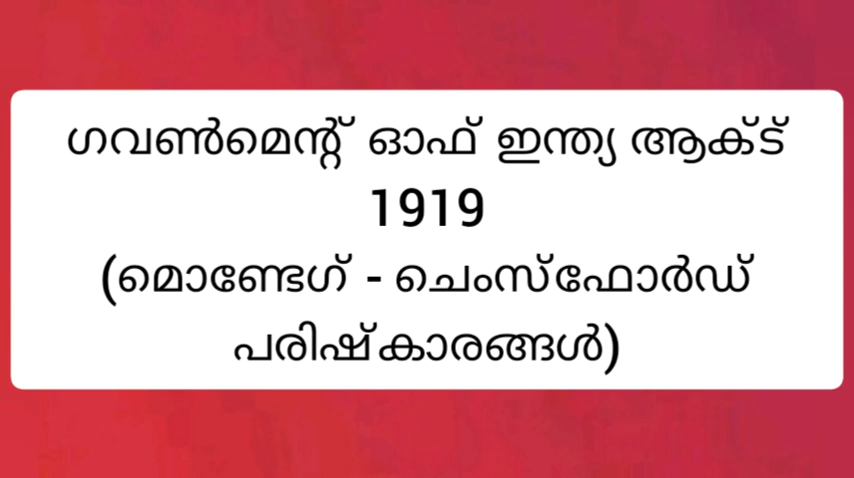 ഗവൺമെന്റ് ഓഫ് ഇന്ത്യ ആക്ട്
1919
(മൊണ്ടേഗ് - ചെംസ്ഫോർഡ്
പരിഷ്കാരങ്ങൾ)